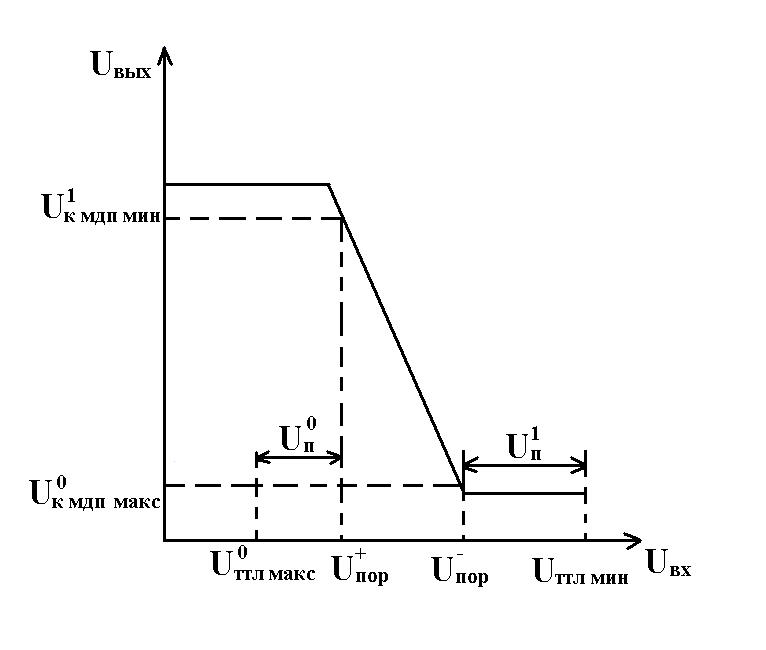 Uвых
U¹к мдп мин
U⁰п
U¹п
U⁰к мдп макс
U⁰ттл макс
U⁺пор
U⁻пор
Uттл мин
Uвх